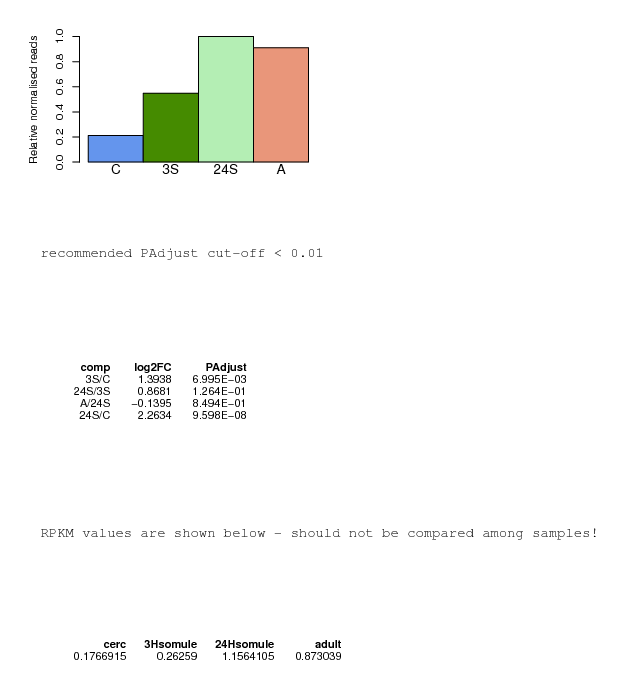 Relative normalised reads
1.0
0.8
0.6
0.4
0.2
0.0
C 3S 24S A
recommended PAdjust cut-off < 0.01
comp log2FC PAdjust
3S/C 1.3938 6.995E−03
24S/3S 0.8681 1.264E−01
A/24S −0.1395 8.494E−01
24S/C 2.2634 9.598E−08
RPKM values are shown below - should not be compared among samples!
cerc 3Hsomule 24Hsomule adult
0.1766915 0.26259 1.1564105 0.873039